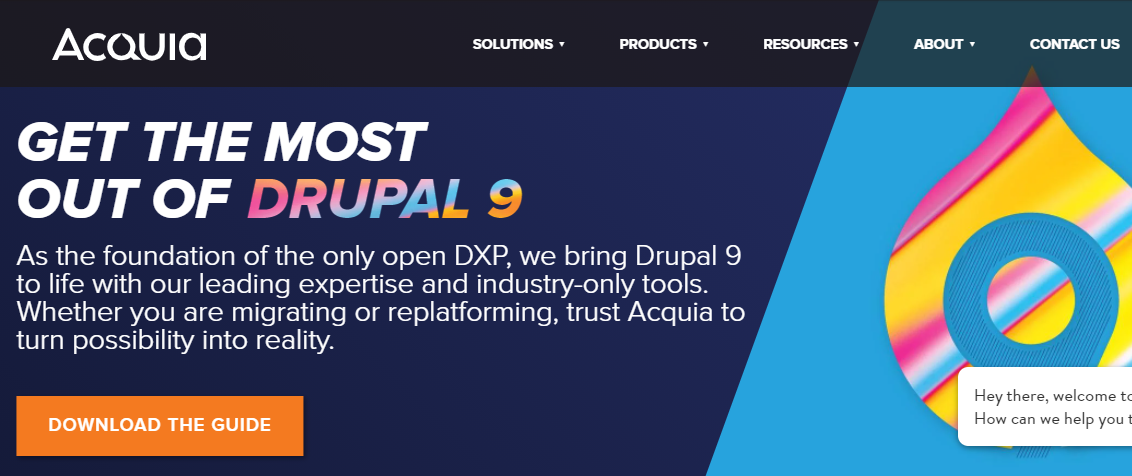 ACQUIA
SOLUTIONS ▼ PRODUCTS ▼ RESOURCES ▼ ABOUT ▼ CONTACT US
GET THE MOST
OUT OF DRUPAL 9
As the foundation of the only open DXP, we bring Drupal 9
to life with our leading expertise and industry-only tools.
Whether you are migrating or replatforming, trust Acquia to
turn possibility into reality.
DOWNLOAD THE GUIDE
9
Hey there, welcome
How can we help you